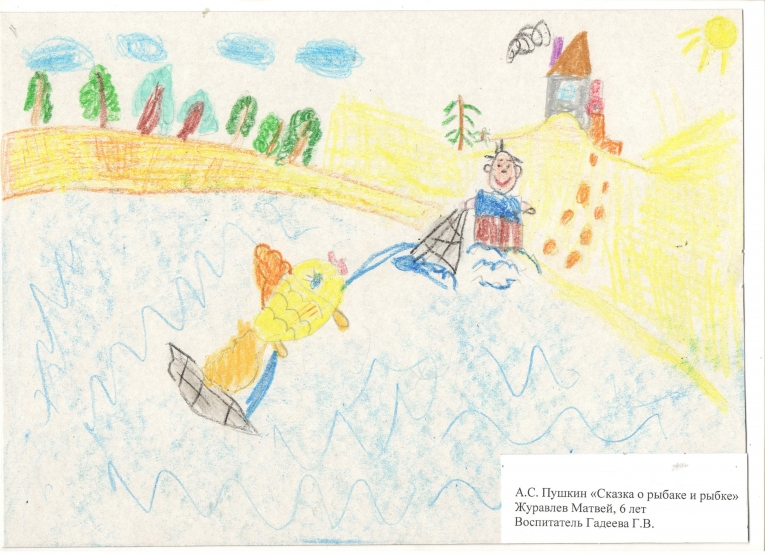 А.С. Пушкин «Сказка о рыбаке и рыбке»
Журавлев Матвей, 6 лет
Воспитатель Гадеева Г.В.